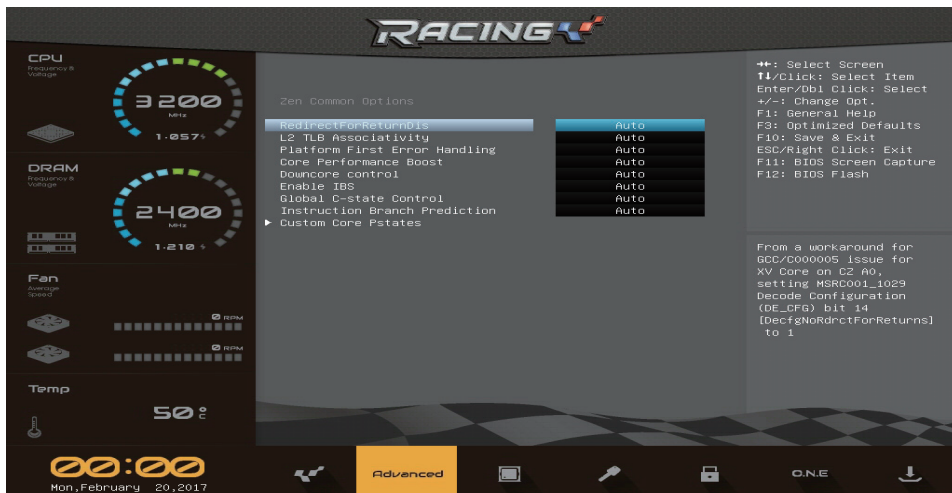 RACING
CPU
Frequency &
Voltage
3200
MHz
1.057
DRAM
Frequency &
Voltage
2400
MHz
1.210
Fan
Average
Speed
0 RPM
0 RPM
Temp
50 °C
Zen Common Options
RedirectForReturnDis Auto
L2 TLB Associativity Auto
Platform First Error Handling Auto
Core Performance Boost Auto
Downcore control Auto
Enable IBS Auto
Global C-state Control Auto
Instruction Branch Prediction Auto
Custom Core Pstates
→←: Select Screen
↑↓/Click: Select Item
Enter/Dbl Click: Select
+/-: Change Opt.
F1: General Help
F3: Optimized Defaults
F10: Save & Exit
ESC/Right Click: Exit
F11: BIOS Screen Capture
F12: BIOS Flash
From a workaround for
GCC/C000005 issue for
XV Core on CZ A0,
setting MSRC001_1029
Decode Configuration
(DE_CFG) bit 14
[DecfgNoRdrctForReturns]
to 1
00:00
Mon,February 20,2017
Advanced
O.N.E